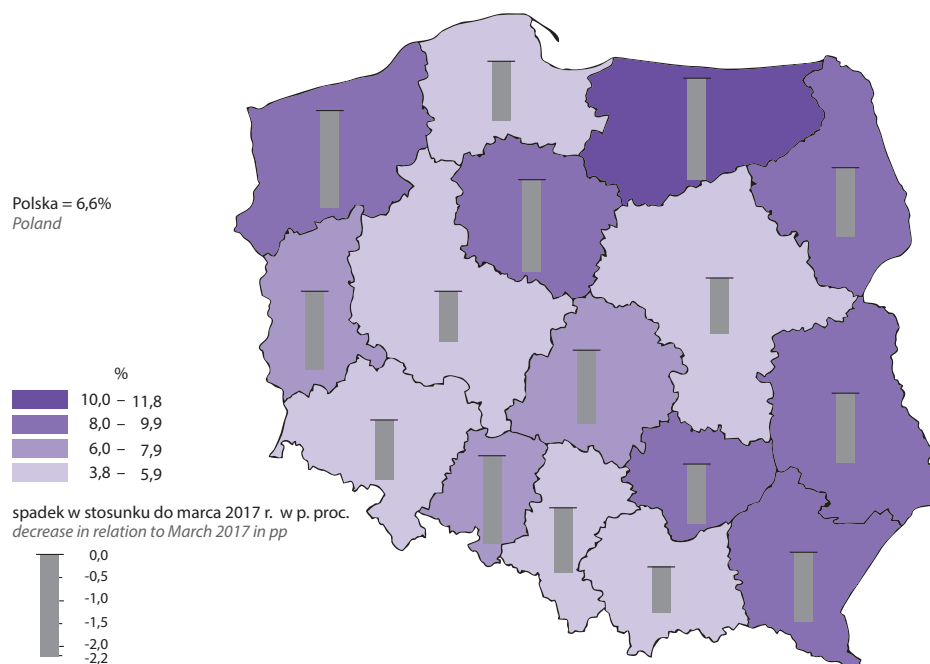 Polska = 6,6%
Poland
%
10,0 – 11,8
8,0 – 9,9
6,0 – 7,9
3,8 – 5,9
spadek w stosunku do marca 2017 r. w p. proc.
decrease in relation to March 2017 in pp
0,0
-0,5
-1,0
-1,5
-2,0
-2,2